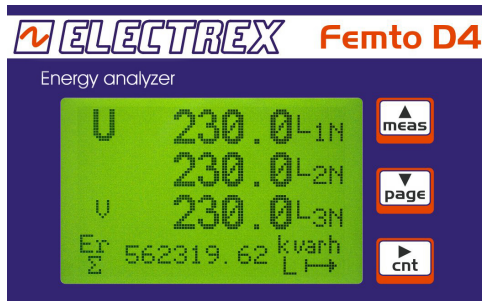 ELECTREX Femto D4
Energy analyzer
V 230.0 L1N
230.0 L2N
V 230.0 L3N
Er Σ 562319.62 kvarh L
meas
page
cnt